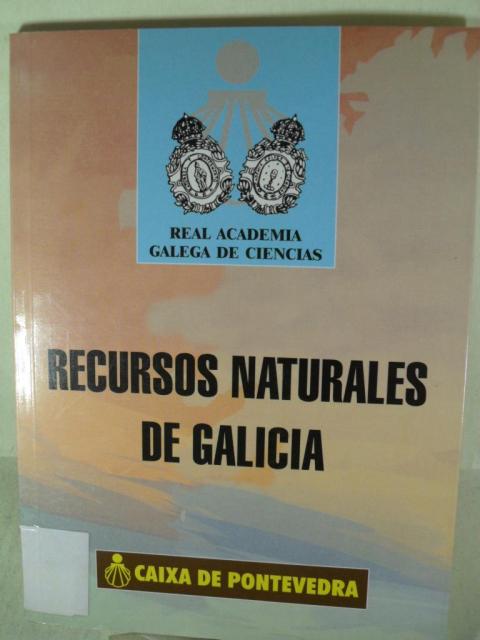 REAL ACADEMIA
GALEGA DE CIENCIAS
RECURSOS NATURALES
DE GALICIA
CAIXA DE PONTEVEDRA